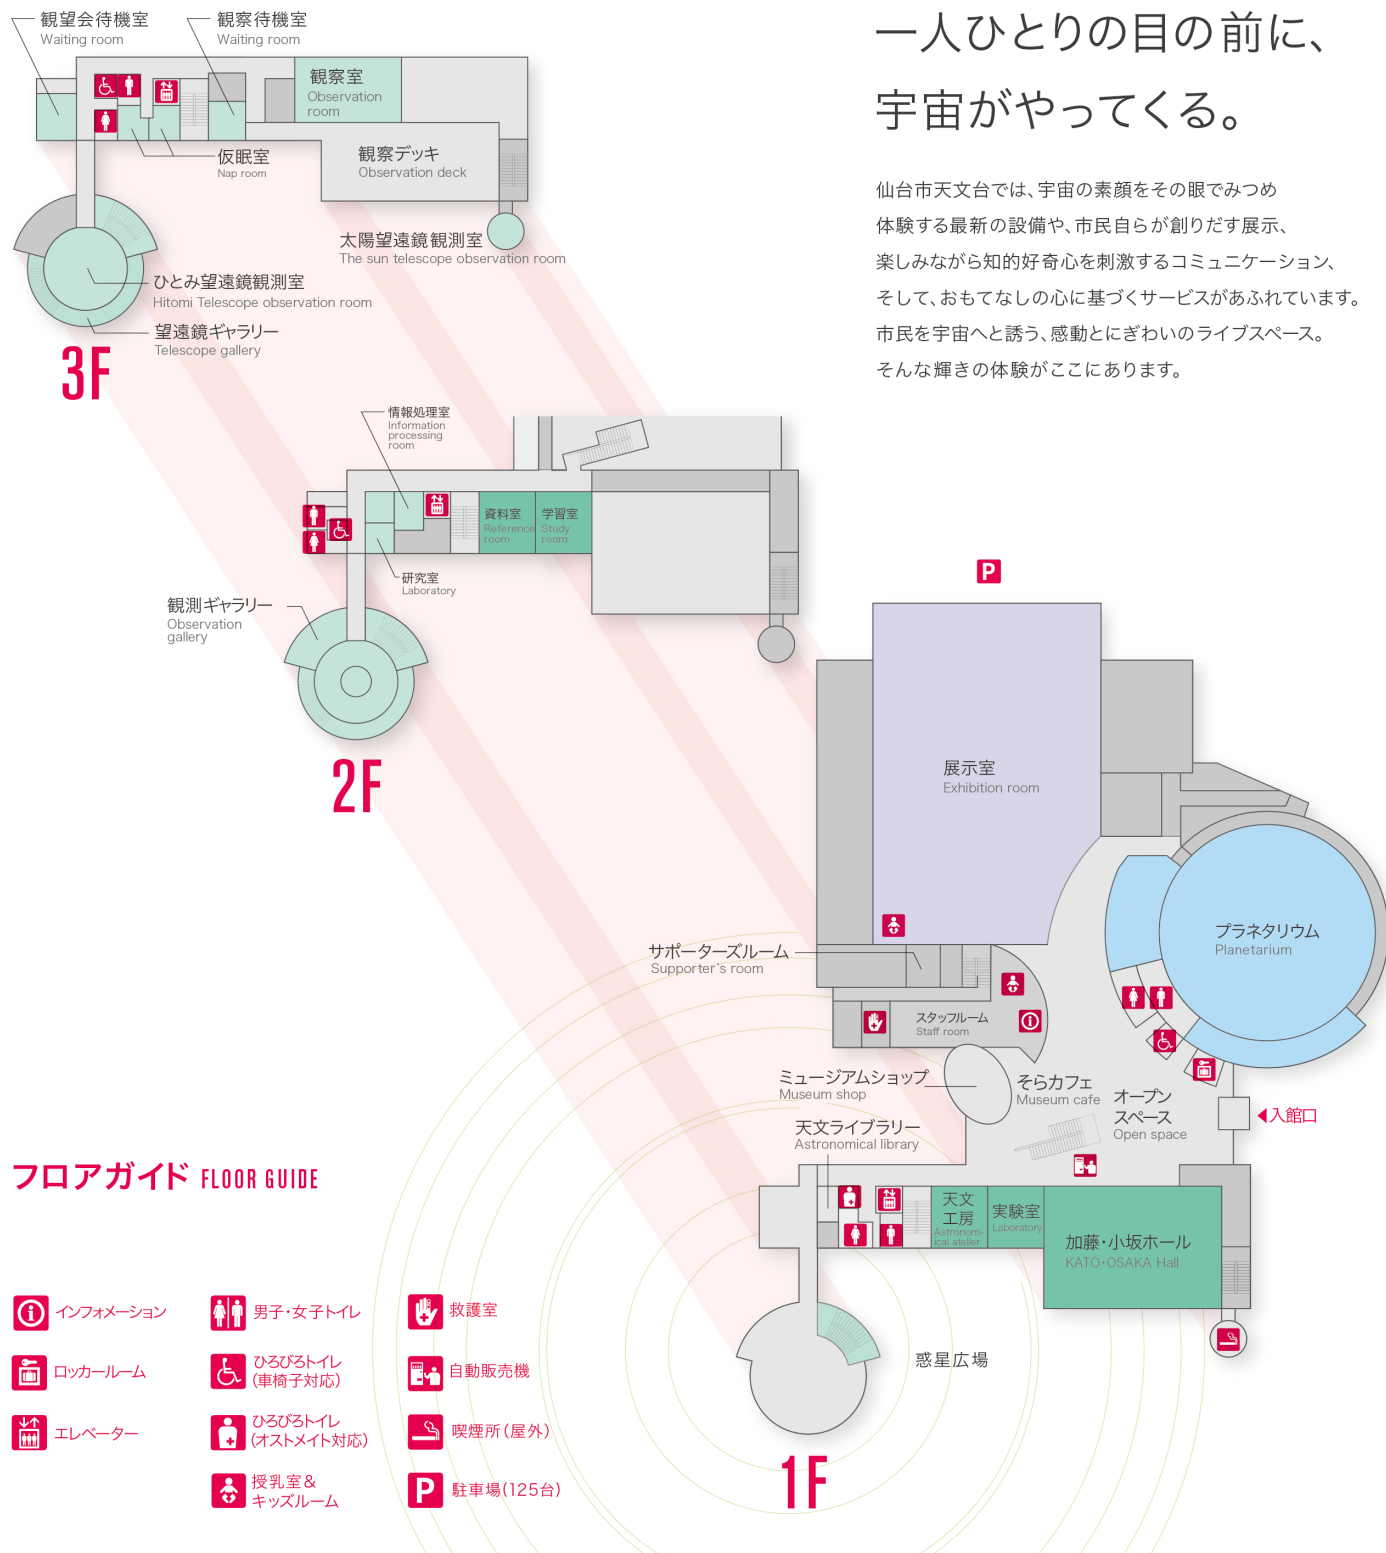 一人ひとりの目の前に、
宇宙がやってくる。
仙台市天文台では、宇宙の素顔をその眼でみつめ
体験する最新の設備や、市民自らが創りだす展示、
楽しみながら知的好奇心を刺激するコミュニケーション、
そして、おもてなしの心に基づくサービスがあふれています。
市民を宇宙へと誘う、感動とにぎわいのライブスペース。
そんな輝きの体験がここにあります。
観望会待機室
Waiting room
観察待機室
Waiting room
観察室
Observation
room
仮眠室
Nap room
観察デッキ
Observation deck
太陽望遠鏡観測室
The sun telescope observation room
ひとみ望遠鏡観測室
Hitomi Telescope observation room
望遠鏡ギャラリー
Telescope gallery
3F
情報処理室
Information
processing
room
資料室
Reference
room
学習室
Study
room
研究室
Laboratory
観測ギャラリー
Observation
gallery
2F
P
展示室
Exhibition room
プラネタリウム
Planetarium
サポーターズルーム
Supporter's room
スタッフルーム
Staff room
ミュージアムショップ
Museum shop
そらカフェ
Museum cafe
オープン
スペース
Open space
入館口
天文ライブラリー
Astronomical library
天文
工房
Astronom-
ical atelier
実験室
Laboratory
加藤・小坂ホール
KATO・OSAKA Hall
惑星広場
1F
フロアガイド FLOOR GUIDE
インフォメーション
ロッカールーム
エレベーター
男子・女子トイレ
ひろびろトイレ
(車椅子対応)
ひろびろトイレ
(オストメイト対応)
授乳室＆
キッズルーム
救護室
自動販売機
喫煙所(屋外)
P
駐車場(125台)